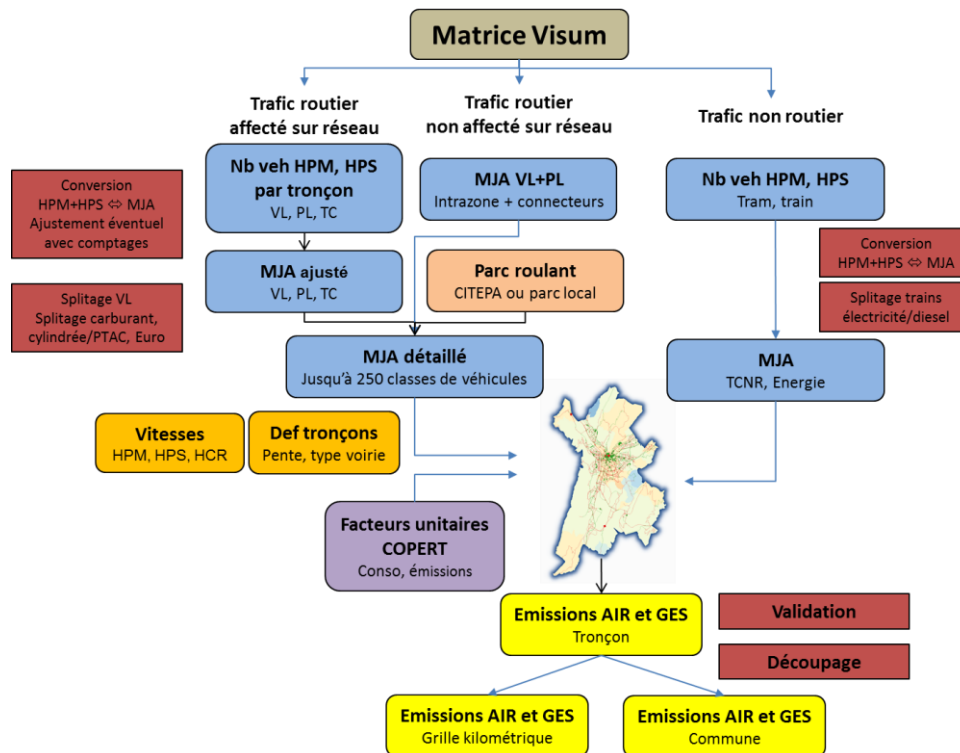 Matrice Visum
Trafic routier
affecté sur réseau
Trafic routier
non affecté sur réseau
Trafic non routier
Nb veh HPM, HPS
par tronçon
VL, PL, TC
MJA VL+PL
Intrazone + connecteurs
Nb veh HPM, HPS
Tram, train
Conversion
HPM+HPS ⇔ MJA
Ajustement éventuel
avec comptages
Conversion
HPM+HPS ⇔ MJA
MJA ajusté
VL, PL, TC
Parc roulant
CITEPA ou parc local
Splitage VL
Splitage carburant,
cylindrée/PTAC, Euro
Splitage trains
électricité/diesel
MJA détaillé
Jusqu'à 250 classes de véhicules
MJA
TCNR, Energie
Vitesses
HPM, HPS, HCR
Def tronçons
Pente, type voirie
Facteurs unitaires
COPERT
Conso, émissions
Emissions AIR et GES
Tronçon
Validation
Découpage
Emissions AIR et GES
Grille kilométrique
Emissions AIR et GES
Commune